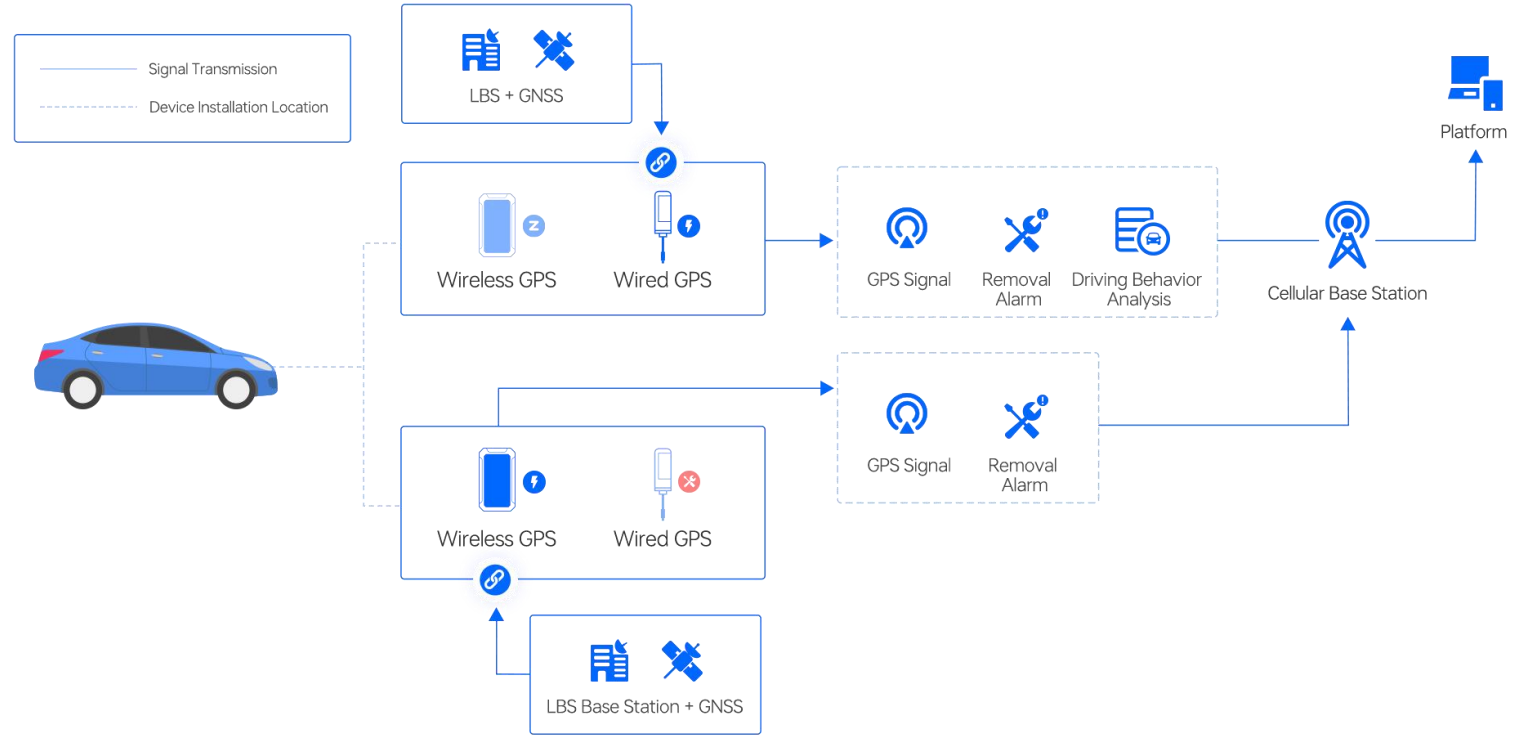 Signal Transmission
Device Installation Location
LBS + GNSS
Platform
Wireless GPS
Wired GPS
GPS Signal
Removal
Alarm
Driving Behavior
Analysis
Cellular Base Station
GPS Signal
Removal
Alarm
Wireless GPS
Wired GPS
LBS Base Station + GNSS